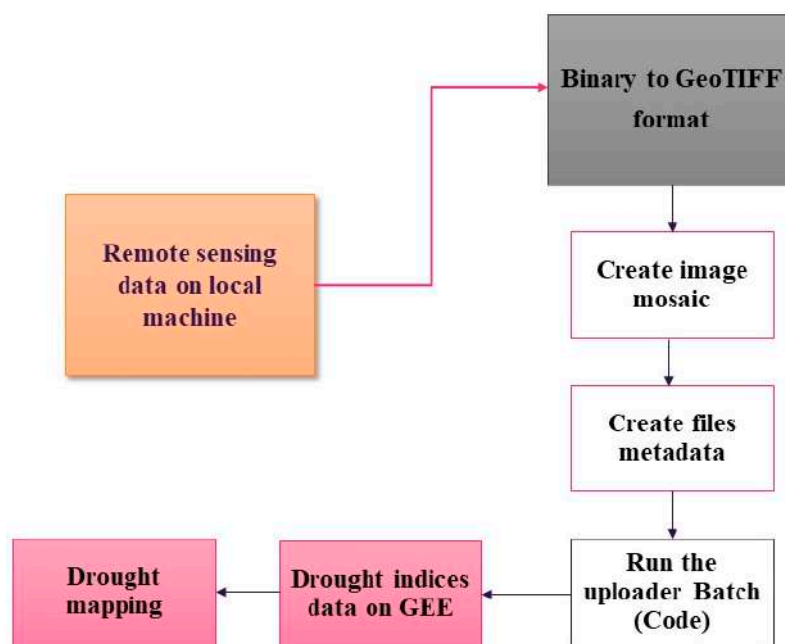 Remote sensing
data on local
machine
Binary to GeoTIFF
format
Create image
mosaic
Create files
metadata
Run the
uploader Batch
(Code)
Drought indices
data on GEE
Drought
mapping